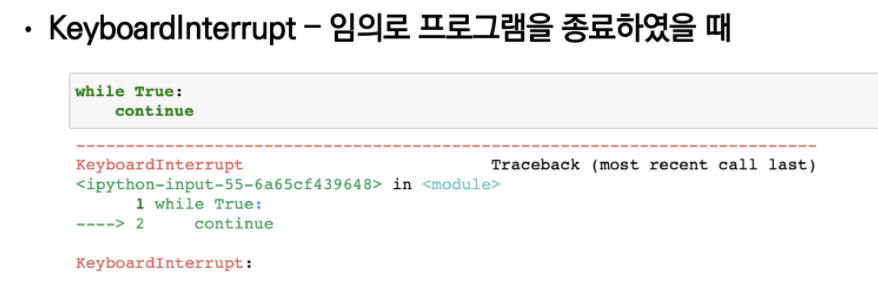 • KeyboardInterrupt – 임의로 프로그램을 종료하였을 때
while True:
    continue
---------------------------------------------------------------------------
KeyboardInterrupt                         Traceback (most recent call last)
<ipython-input-55-6a65cf439648> in <module>
      1 while True:
----> 2     continue
KeyboardInterrupt: